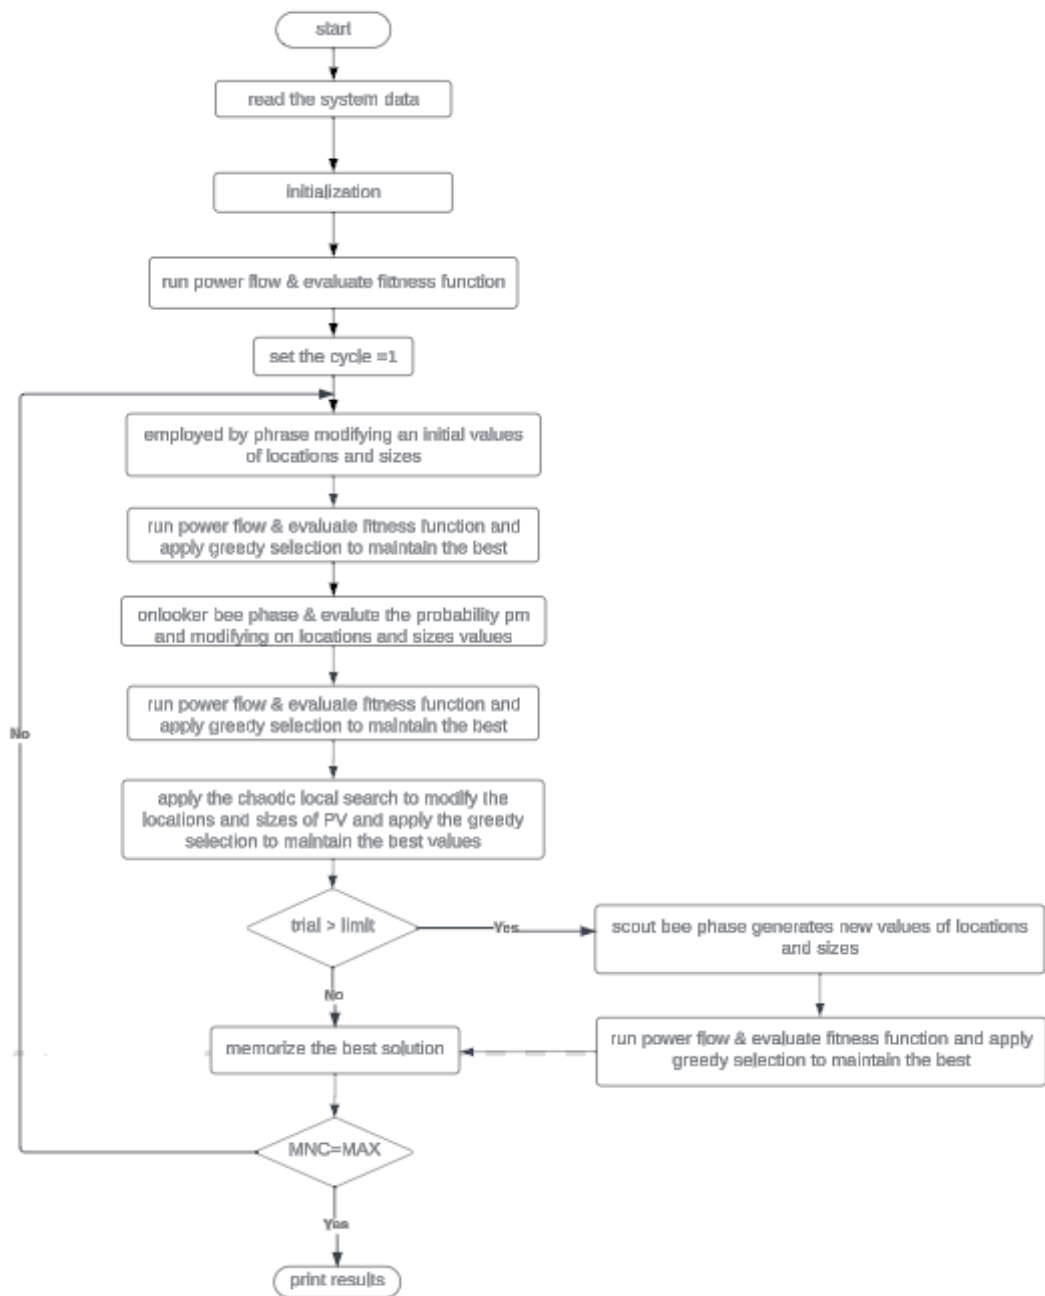 start
read the system data
initialization
run power flow & evaluate fittness function
set the cycle =1
employed by phrase modifying an initial values
of locations and sizes
run power flow & evaluate fitness function and
apply greedy selection to maintain the best
onlooker bee phase & evalute the probability pm
and modifying on locations and sizes values
run power flow & evaluate fitness function and
apply greedy selection to maintain the best
No
apply the chaotic local search to modify the
locations and sizes of PV and apply the greedy
selection to maintain the best values
trial > limit
Yes
scout bee phase generates new values of locations
and sizes
No
memorize the best solution
run power flow & evaluate fitness function and apply
greedy selection to maintain the best
MNC=MAX
Yes
print results